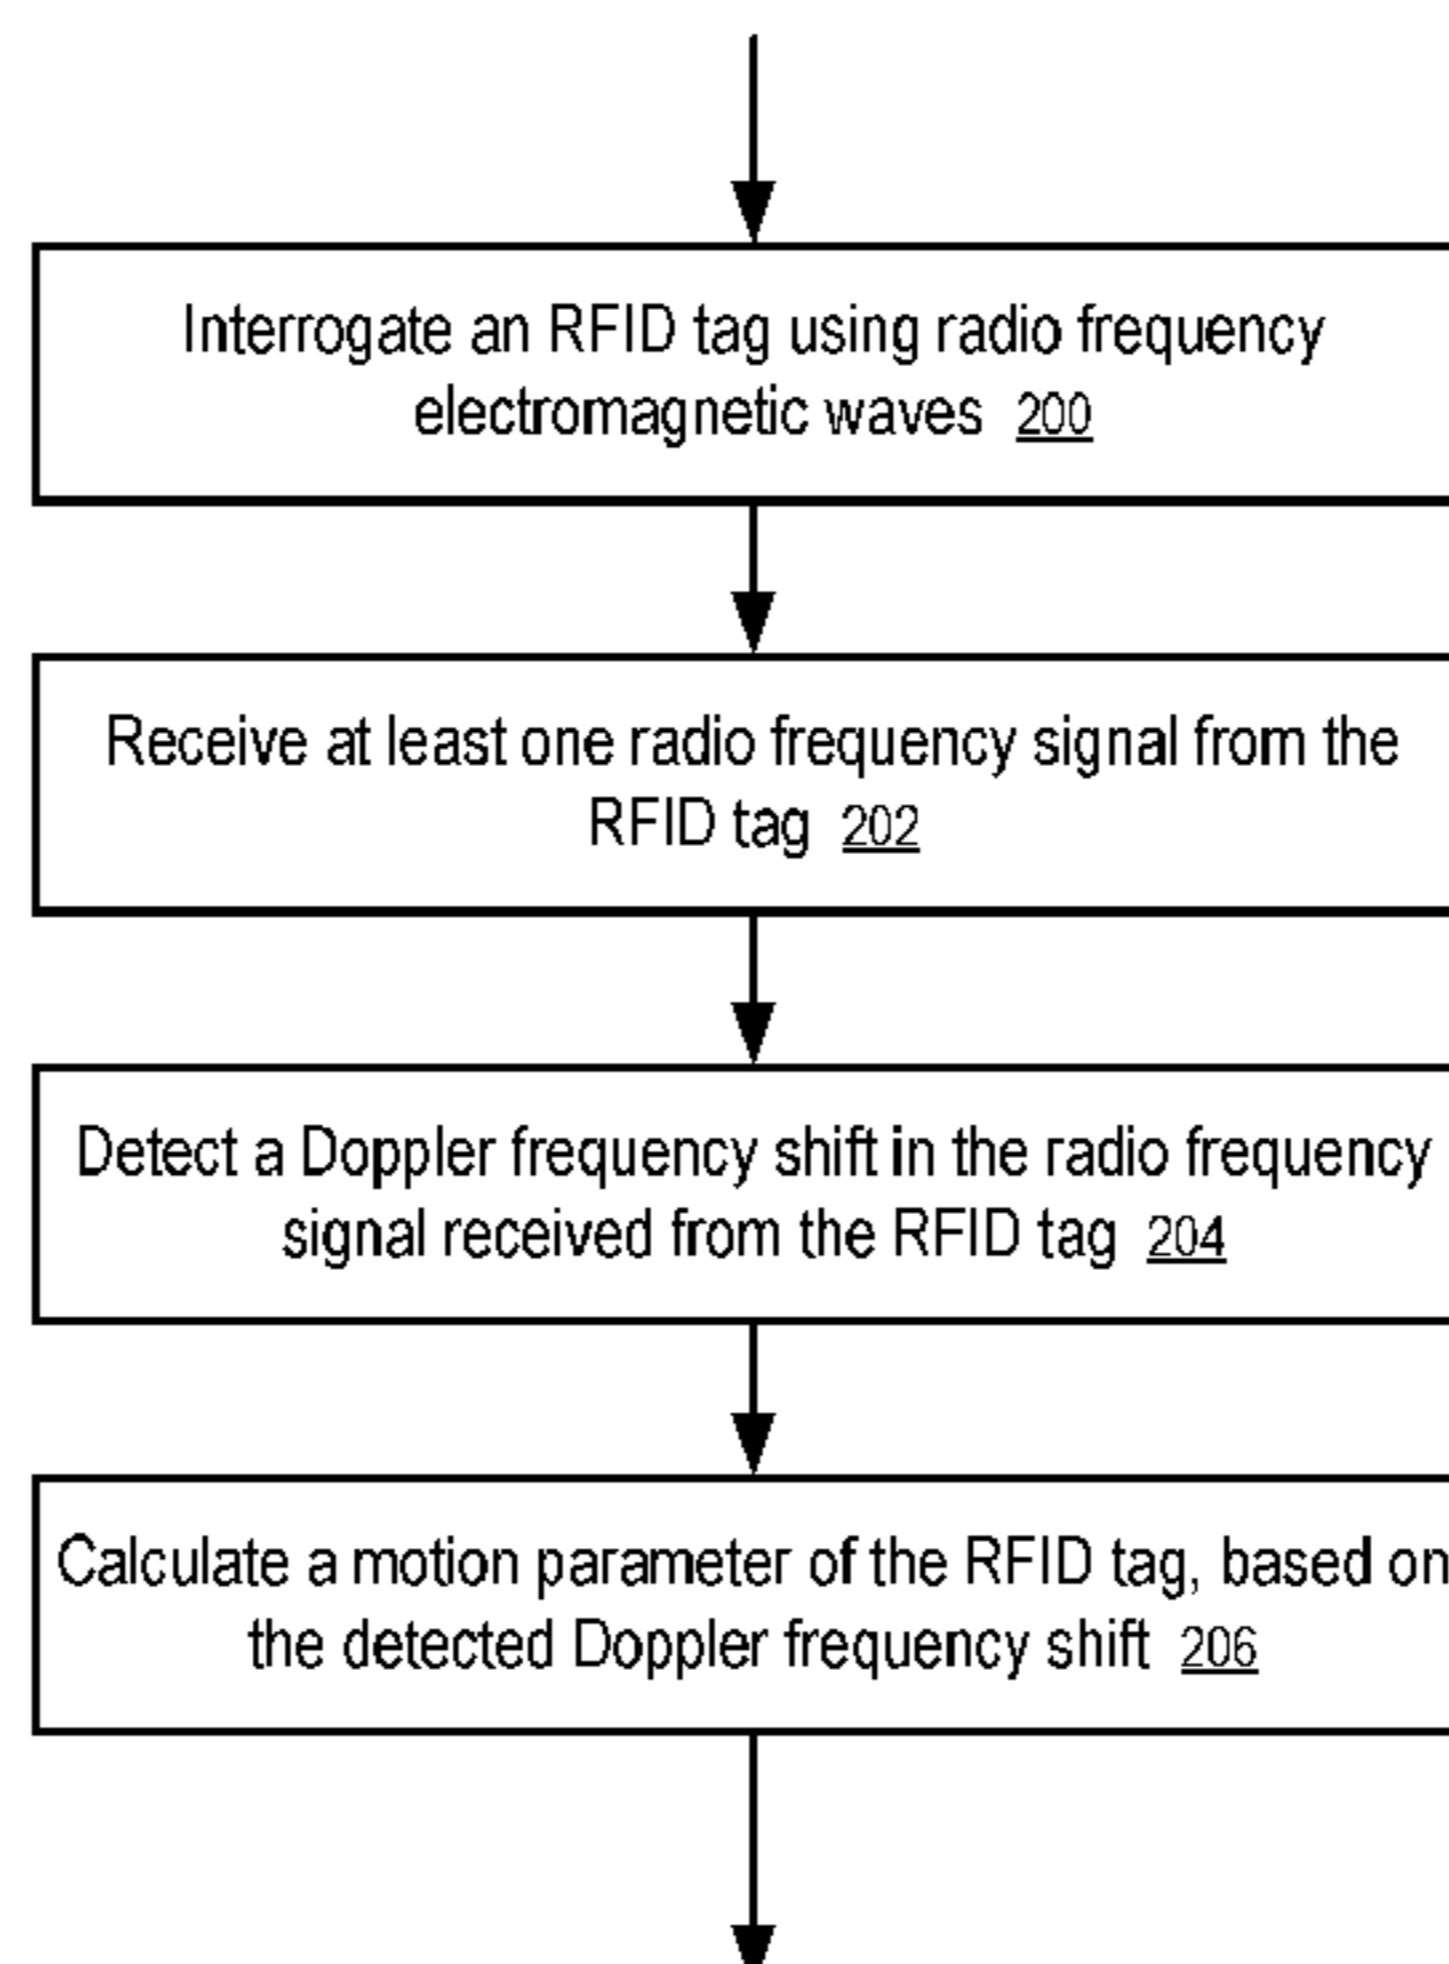 Interrogate an RFID tag using radio frequency
electromagnetic waves 200
Receive at least one radio frequency signal from the
RFID tag 202
Detect a Doppler frequency shift in the radio frequency
signal received from the RFID tag 204
Calculate a motion parameter of the RFID tag, based on
the detected Doppler frequency shift 206